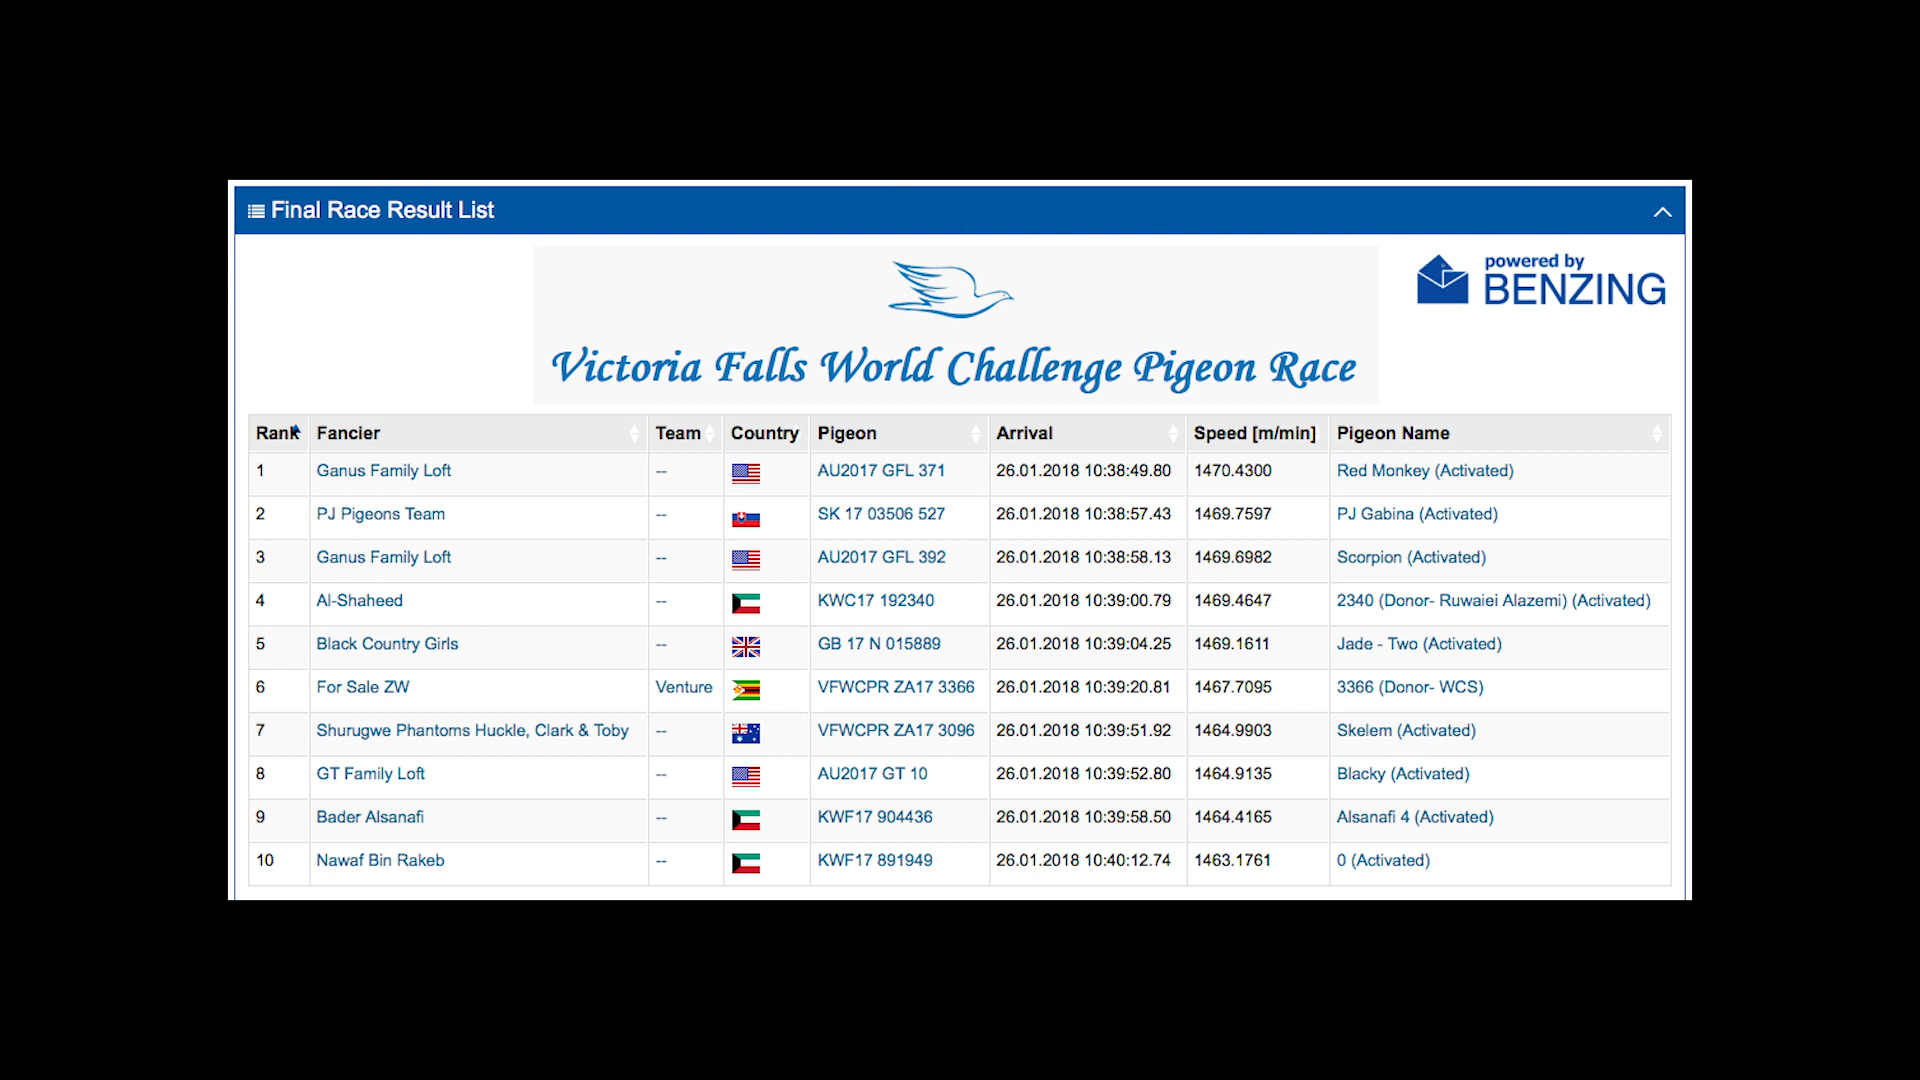 Final Race Result List
powered by
BENZING
Victoria Falls World Challenge Pigeon Race
Rank Fancier Team Country Pigeon Arrival Speed [m/min] Pigeon Name
1 Ganus Family Loft -- AU2017 GFL 371 26.01.2018 10:38:49.80 1470.4300 Red Monkey (Activated)
2 PJ Pigeons Team -- SK 17 03506 527 26.01.2018 10:38:57.43 1469.7597 PJ Gabina (Activated)
3 Ganus Family Loft -- AU2017 GFL 392 26.01.2018 10:38:58.13 1469.6982 Scorpion (Activated)
4 Al-Shaheed -- KWC17 192340 26.01.2018 10:39:00.79 1469.4647 2340 (Donor- Ruwaiei Alazemi) (Activated)
5 Black Country Girls -- GB 17 N 015889 26.01.2018 10:39:04.25 1469.1611 Jade - Two (Activated)
6 For Sale ZW Venture VFWCPR ZA17 3366 26.01.2018 10:39:20.81 1467.7095 3366 (Donor- WCS)
7 Shurugwe Phantoms Huckle, Clark & Toby -- VFWCPR ZA17 3096 26.01.2018 10:39:51.92 1464.9903 Skelem (Activated)
8 GT Family Loft -- AU2017 GT 10 26.01.2018 10:39:52.80 1464.9135 Blacky (Activated)
9 Bader Alsanafi -- KWF17 904436 26.01.2018 10:39:58.50 1464.4165 Alsanafi 4 (Activated)
10 Nawaf Bin Rakeb -- KWF17 891949 26.01.2018 10:40:12.74 1463.1761 0 (Activated)